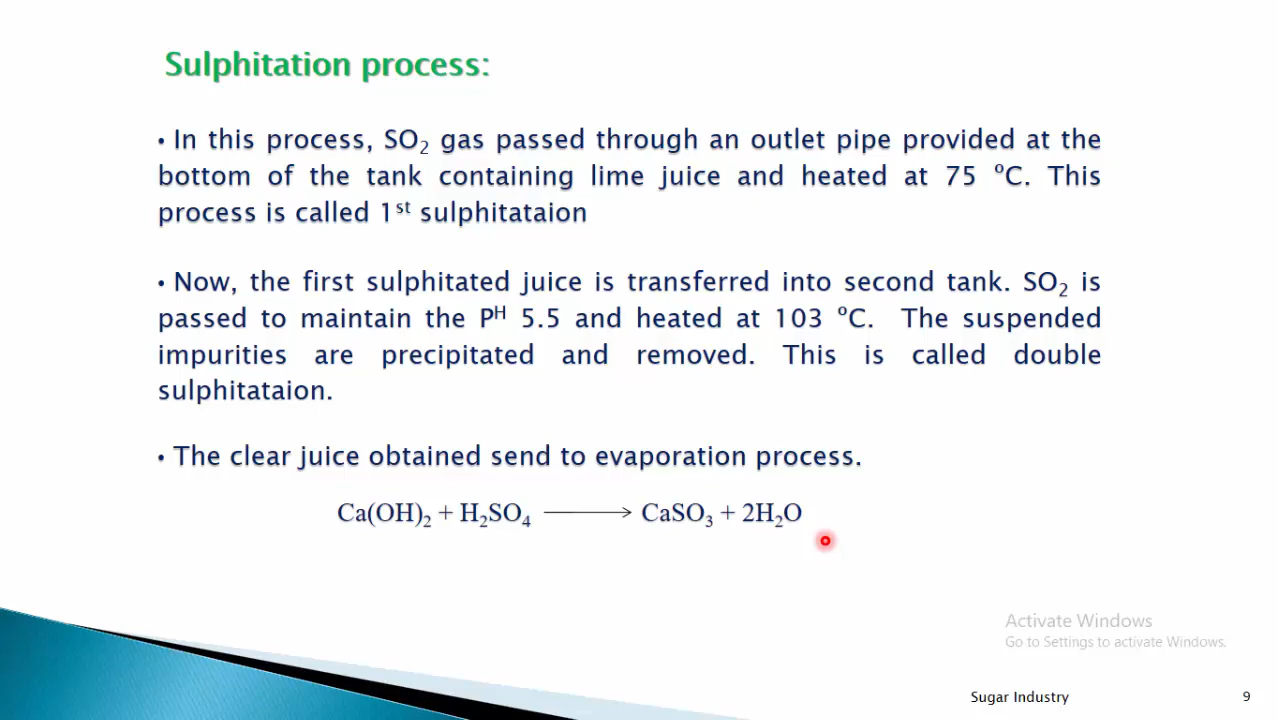 Sulphitation process:
• In this process, SO₂ gas passed through an outlet pipe provided at the
bottom of the tank containing lime juice and heated at 75 ºC. This
process is called 1ˢᵗ sulphitataion
• Now, the first sulphitated juice is transferred into second tank. SO₂ is
passed to maintain the Pᴴ 5.5 and heated at 103 ºC. The suspended
impurities are precipitated and removed. This is called double
sulphitataion.
• The clear juice obtained send to evaporation process.
Ca(OH)₂ + H₂SO₄ ⟶ CaSO₃ + 2H₂O
Activate Windows
Go to Settings to activate Windows.
Sugar Industry 9